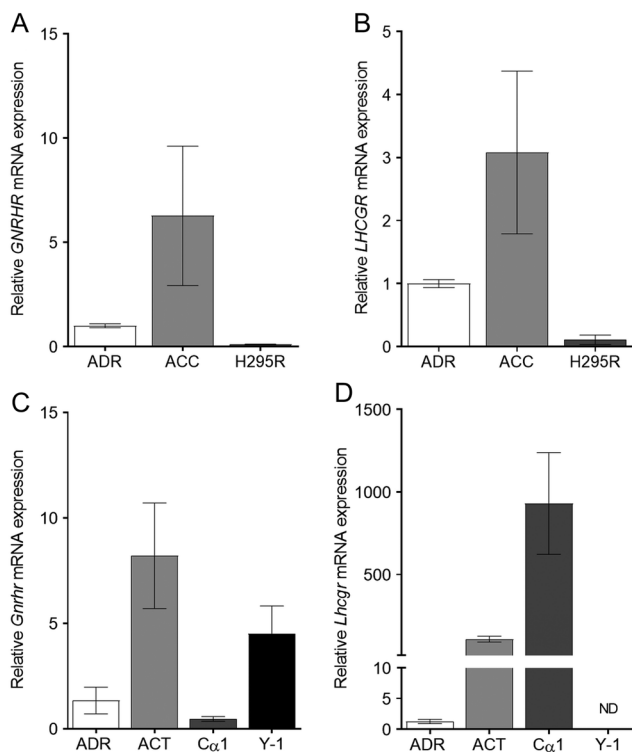 A
Relative GNRHR mRNA expression
15
10
5
0
ADR ACC H295R
B
Relative LHCGR mRNA expression
5
4
3
2
1
0
ADR ACC H295R
C
Relative Gnrhr mRNA expression
15
10
5
0
ADR ACT Cα1 Y-1
D
Relative Lhcgr mRNA expression
1500
1000
500
10
5
0
ND
ADR ACT Cα1 Y-1